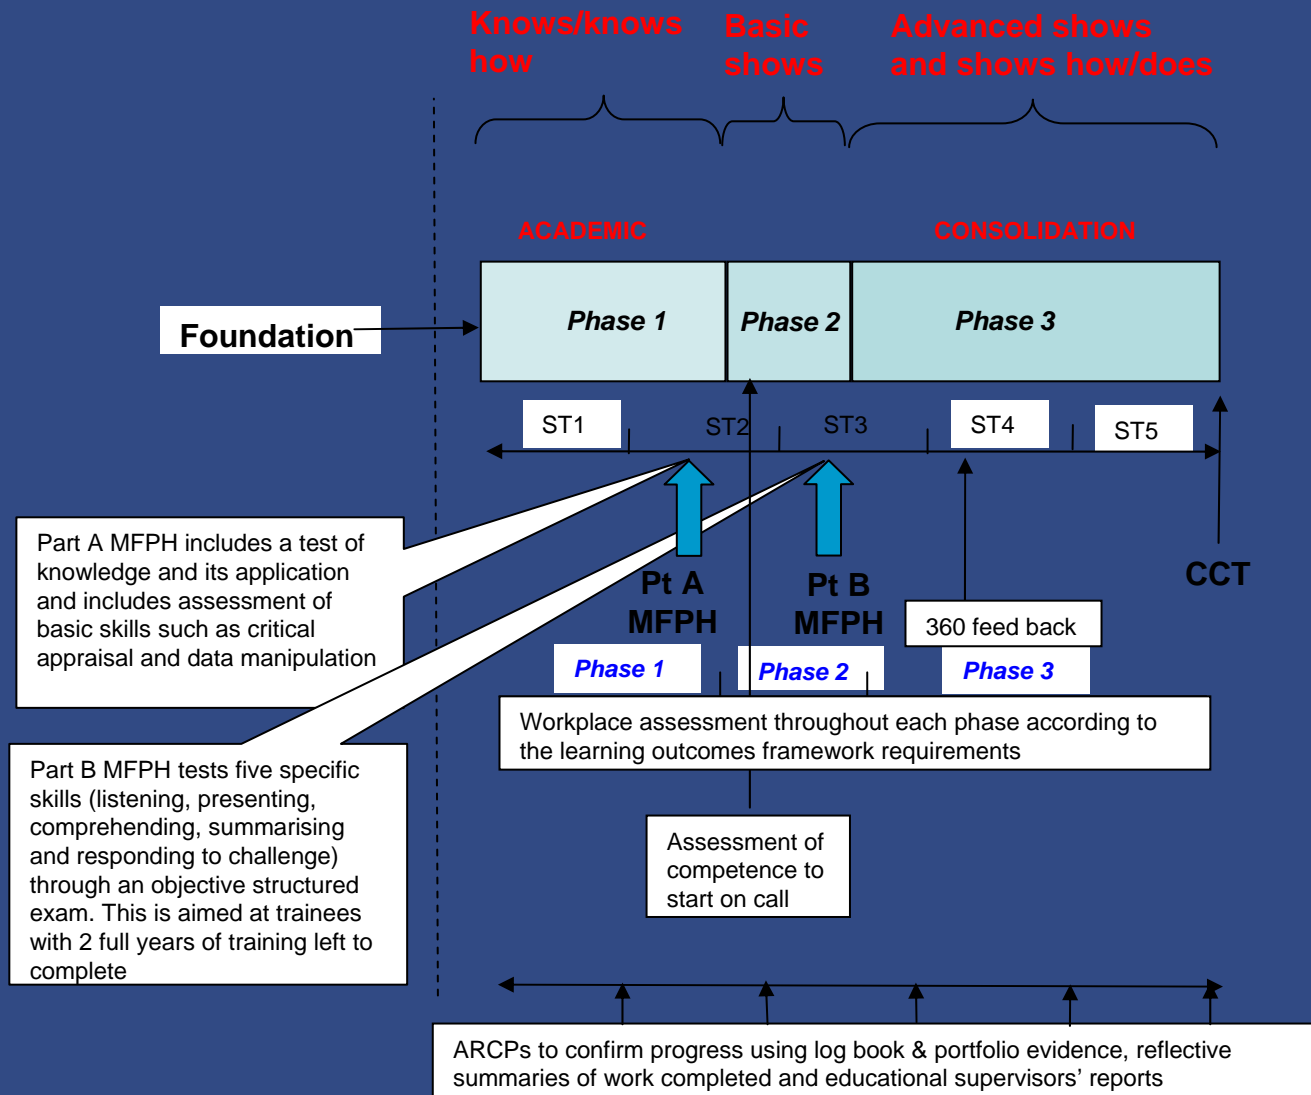 Knows/knows
how
Basic
shows
Advanced shows
and shows how/does
ACADEMIC
CONSOLIDATION
Foundation
Phase 1
Phase 2
Phase 3
ST1
ST2
ST3
ST4
ST5
Part A MFPH includes a test of
knowledge and its application
and includes assessment of
basic skills such as critical
appraisal and data manipulation
Pt A
MFPH
Pt B
MFPH
CCT
360 feed back
Phase 1
Phase 2
Phase 3
Workplace assessment throughout each phase according to
the learning outcomes framework requirements
Part B MFPH tests five specific
skills (listening, presenting,
comprehending, summarising
and responding to challenge)
through an objective structured
exam. This is aimed at trainees
with 2 full years of training left to
complete
Assessment of
competence to
start on call
ARCPs to confirm progress using log book & portfolio evidence, reflective
summaries of work completed and educational supervisors’ reports